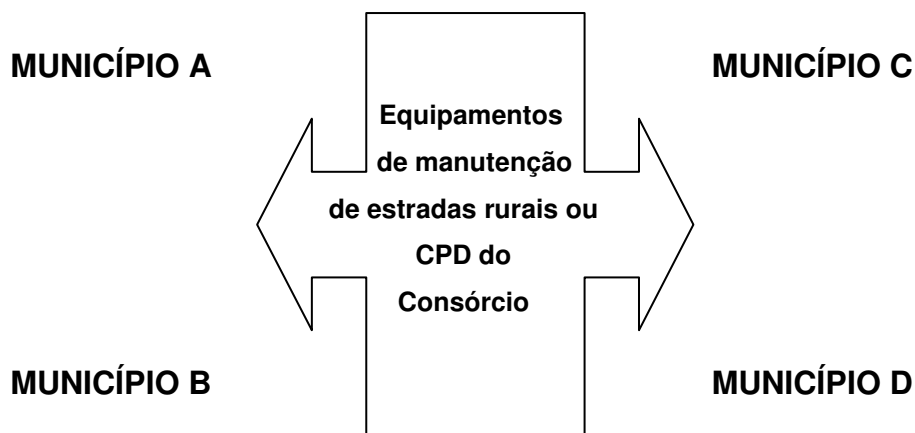 MUNICÍPIO A
MUNICÍPIO C
Equipamentos
de manutenção
de estradas rurais ou
CPD do
Consórcio
MUNICÍPIO B
MUNICÍPIO D